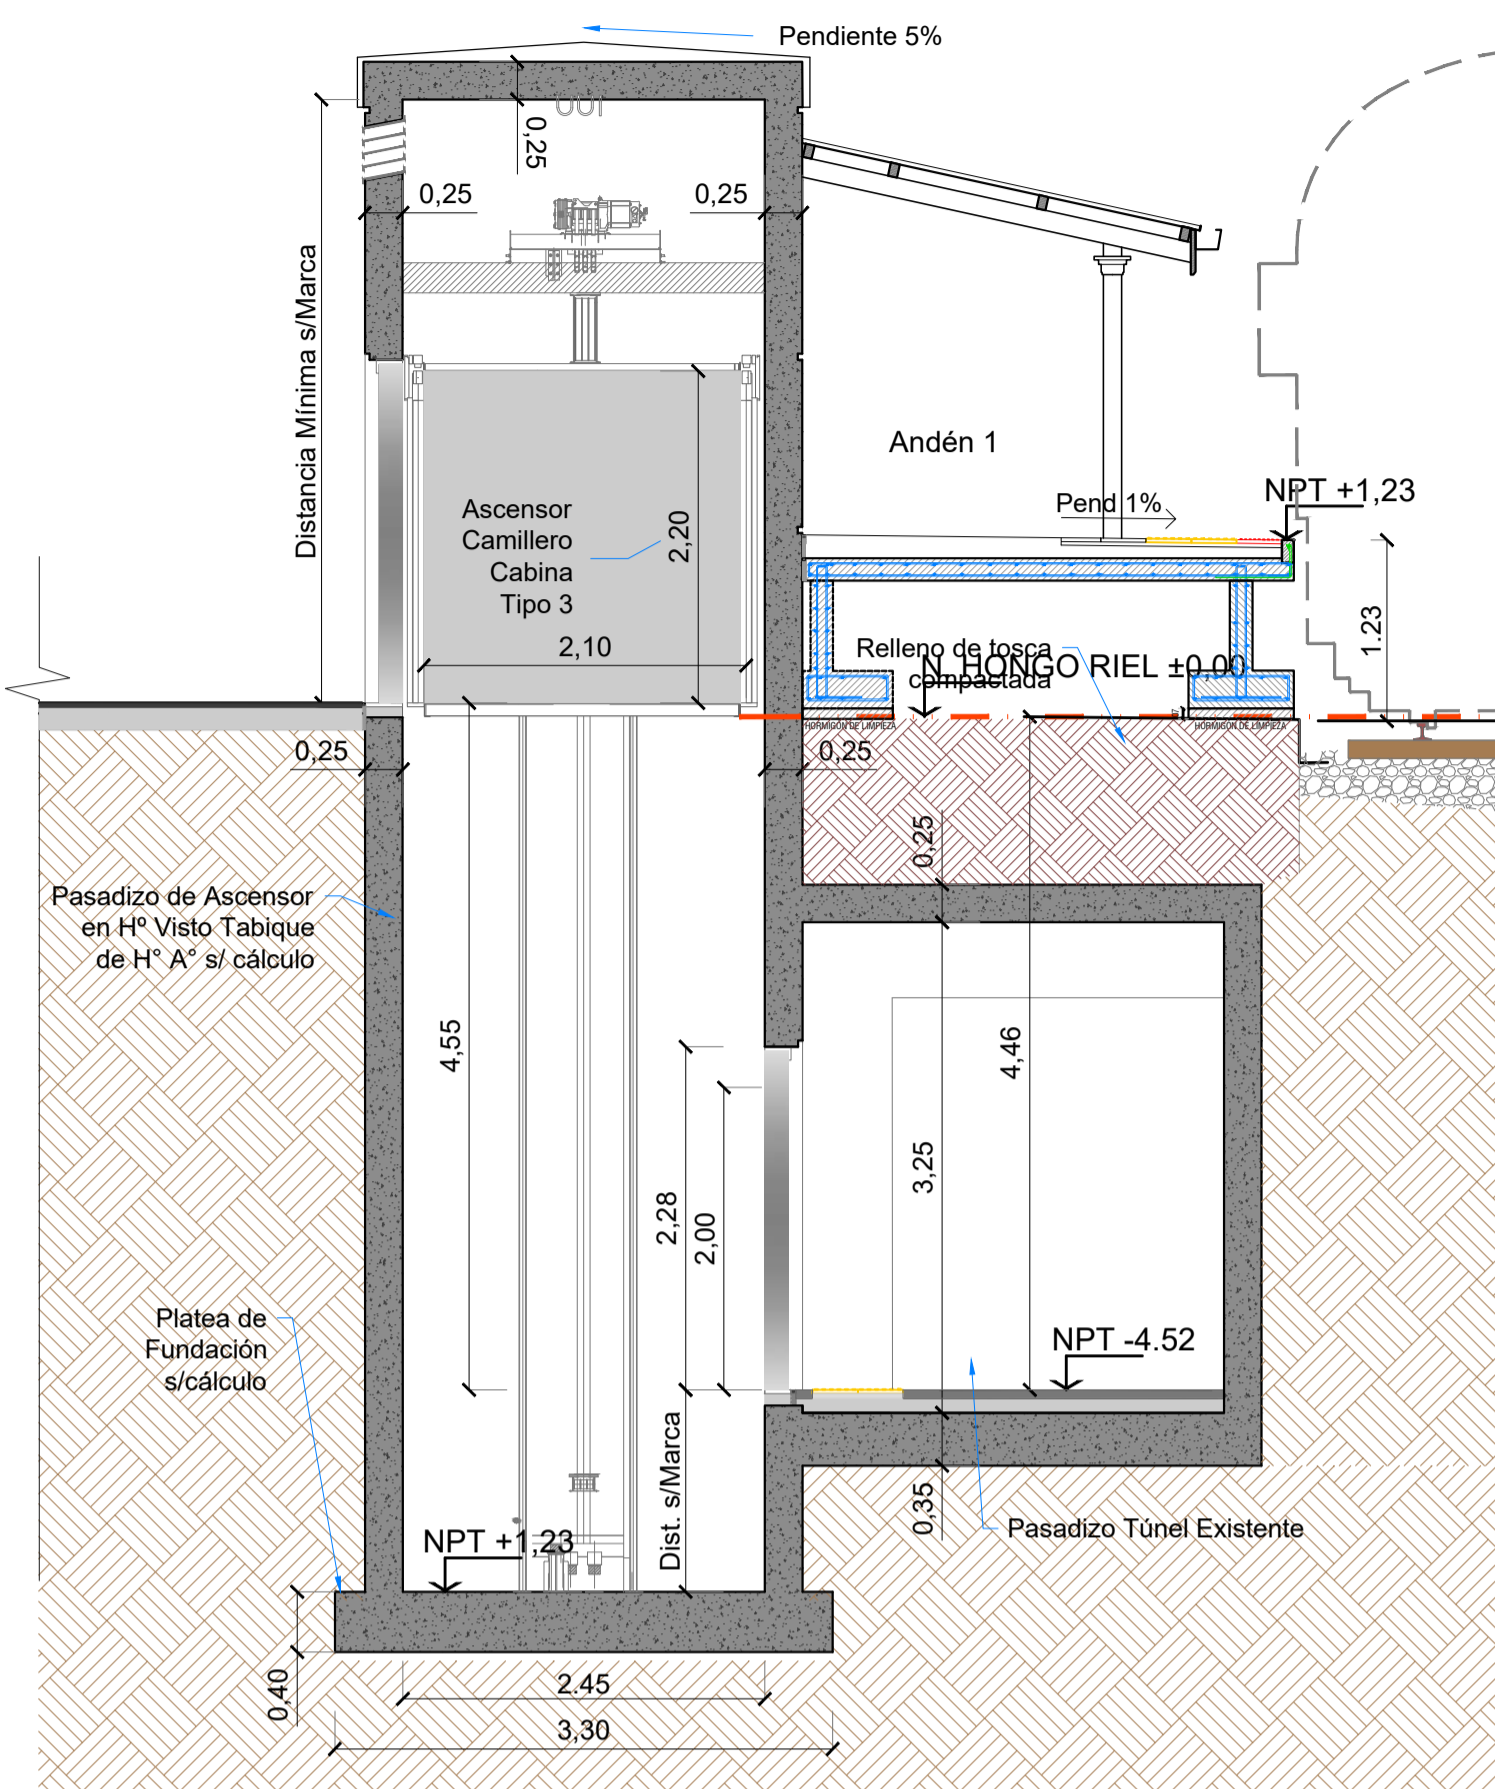 Pendiente 5%
0,25
0,25
0,25
Distancia Mínima s/Marca
Andén 1
Pend 1%
NPT +1,23
Ascensor
Camillero
Cabina
Tipo 3
2,20
2,10
1.23
Relleno de tosca
compactada
N. HONGO RIEL ±0,00
HORMIGÓN DE LIMPIEZA
HORMIGÓN DE LIMPIEZA
0,25
0,25
0,25
Pasadizo de Ascensor
en Hº Visto Tabique
de H° A° s/ cálculo
4,55
4,46
3,25
2,28
2,00
Platea de
Fundación
s/cálculo
NPT -4.52
Dist. s/Marca
0,35
Pasadizo Túnel Existente
NPT +1,23
0,40
2.45
3,30